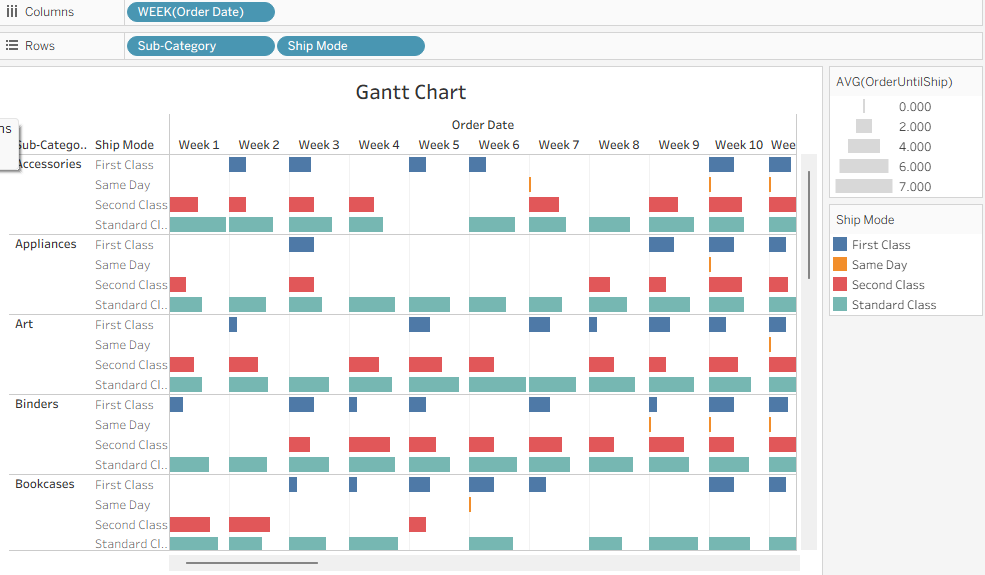 Columns WEEK(Order Date)
Rows Sub-Category Ship Mode
Gantt Chart
ns
Order Date
Sub-Catego.. Ship Mode Week 1 Week 2 Week 3 Week 4 Week 5 Week 6 Week 7 Week 8 Week 9 Week 10 Wee
Accessories First Class
Same Day
Second Class
Standard Cl..
Appliances First Class
Same Day
Second Class
Standard Cl..
Art First Class
Same Day
Second Class
Standard Cl..
Binders First Class
Same Day
Second Class
Standard Cl..
Bookcases First Class
Same Day
Second Class
Standard Cl..
AVG(OrderUntilShip)
0.000
2.000
4.000
6.000
7.000
Ship Mode
First Class
Same Day
Second Class
Standard Class